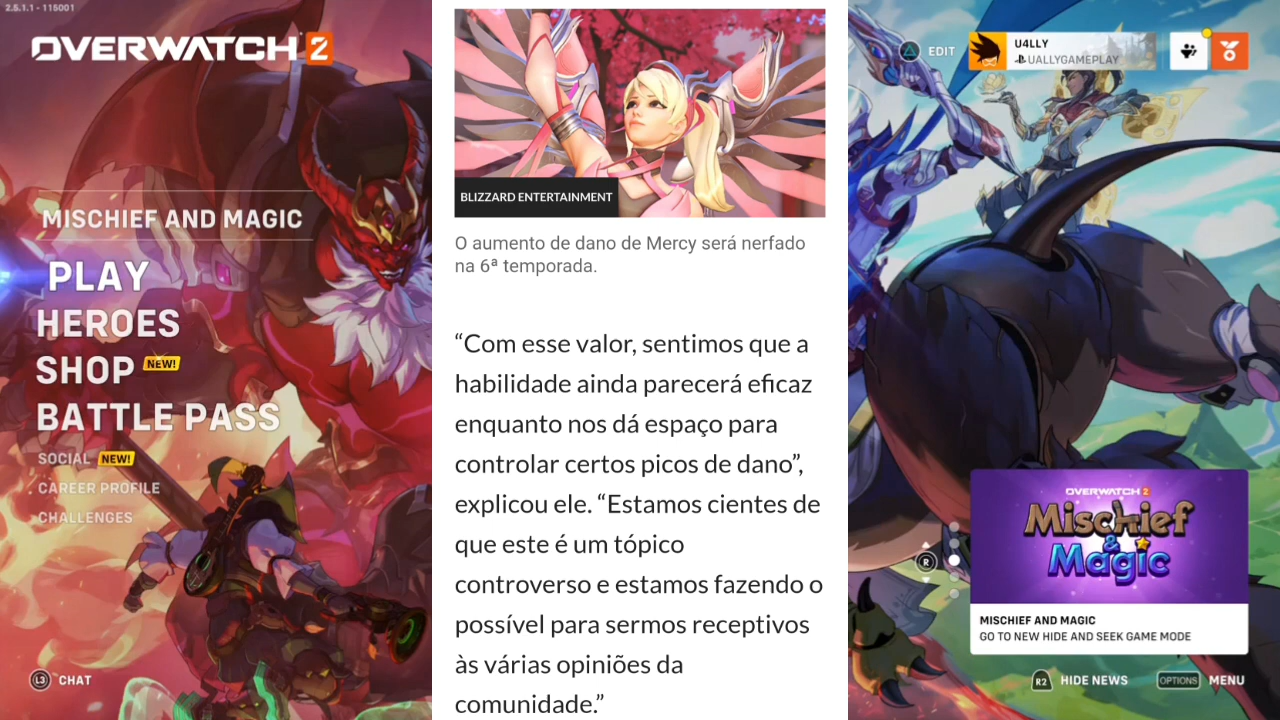 2.5.1.1 - 115001
OVERWATCH 2
MISCHIEF AND MAGIC
PLAY
HEROES
SHOP NEW!
BATTLE PASS
SOCIAL NEW!
CAREER PROFILE
CHALLENGES
L3 CHAT
BLIZZARD ENTERTAINMENT
O aumento de dano de Mercy será nerfado
na 6ª temporada.
“Com esse valor, sentimos que a
habilidade ainda parecerá eficaz
enquanto nos dá espaço para
controlar certos picos de dano”,
explicou ele. “Estamos cientes de
que este é um tópico
controverso e estamos fazendo o
possível para sermos receptivos
às várias opiniões da
comunidade.”
EDIT
U4LLY
UALLYGAMEPLAY
R
OVERWATCH 2
Mischief
&
Magic
MISCHIEF AND MAGIC
GO TO NEW HIDE AND SEEK GAME MODE
R2 HIDE NEWS OPTIONS MENU